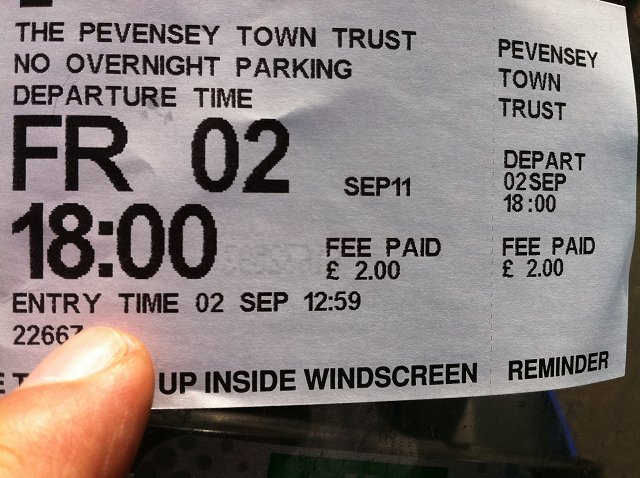 THE PEVENSEY TOWN TRUST
NO OVERNIGHT PARKING
DEPARTURE TIME
FR 02 SEP11
18:00
FEE PAID
£ 2.00
ENTRY TIME 02 SEP 12:59
22667
UP INSIDE WINDSCREEN
PEVENSEY
TOWN
TRUST
DEPART
02SEP
18:00
FEE PAID
£ 2.00
REMINDER